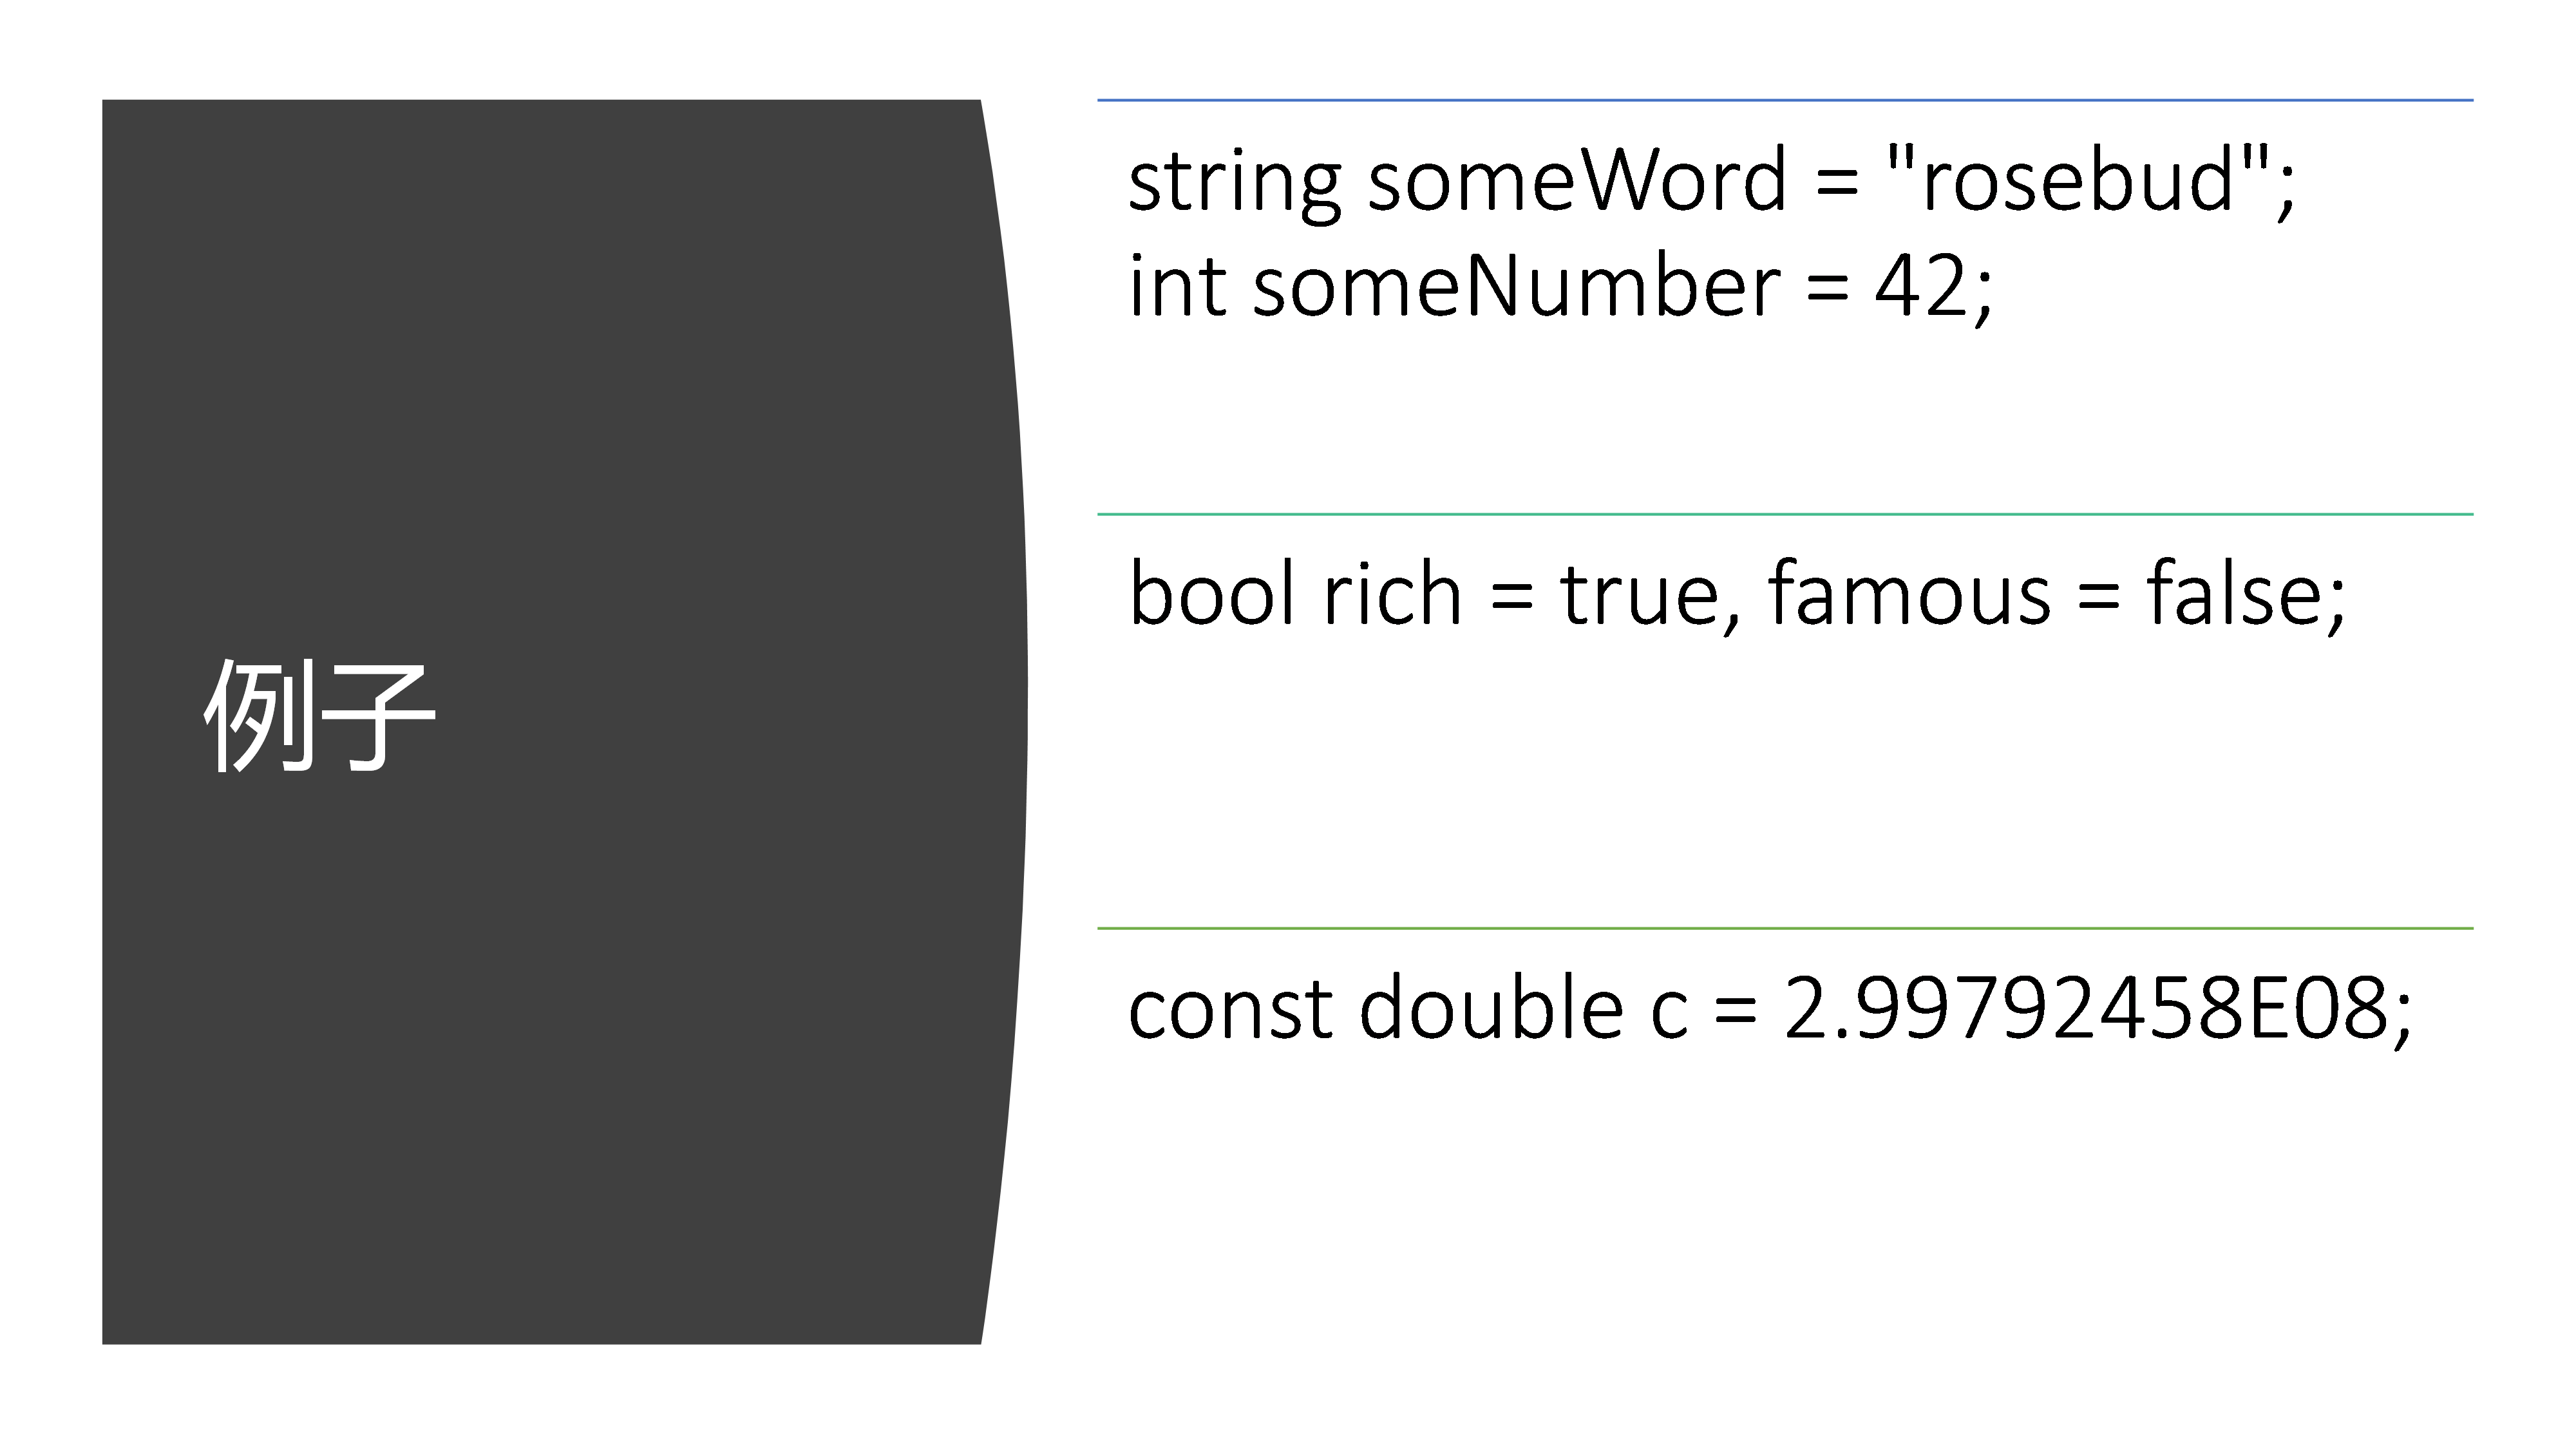 例子
string someWord = "rosebud";
int someNumber = 42;
bool rich = true, famous = false;
const double c = 2.99792458E08;